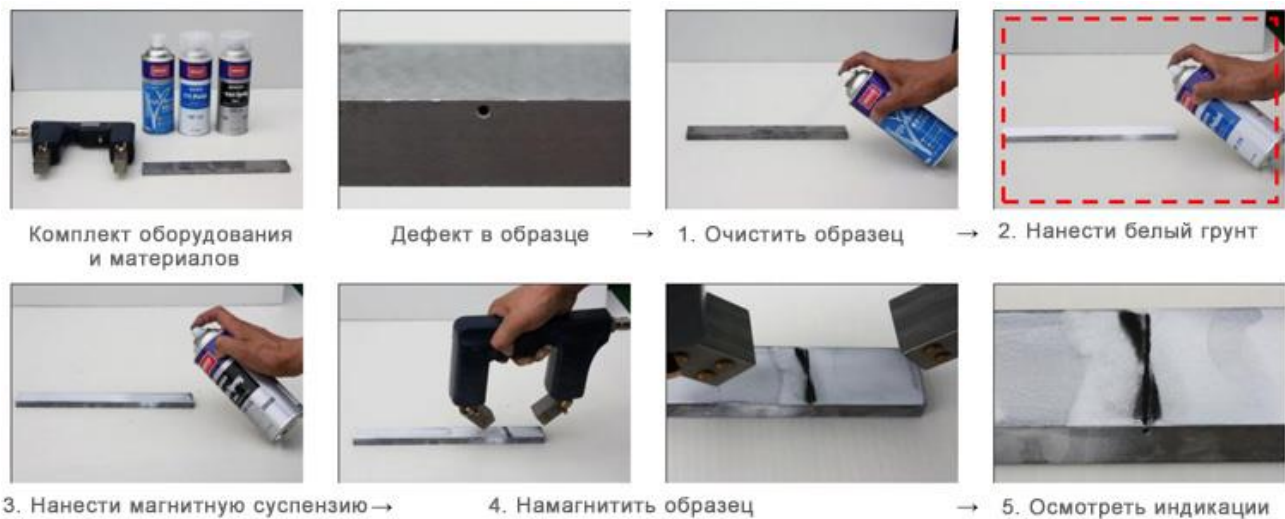 Комплект оборудования
и материалов
Дефект в образце → 1. Очистить образец → 2. Нанести белый грунт
3. Нанести магнитную суспензию → 4. Намагнитить образец → 5. Осмотреть индикации